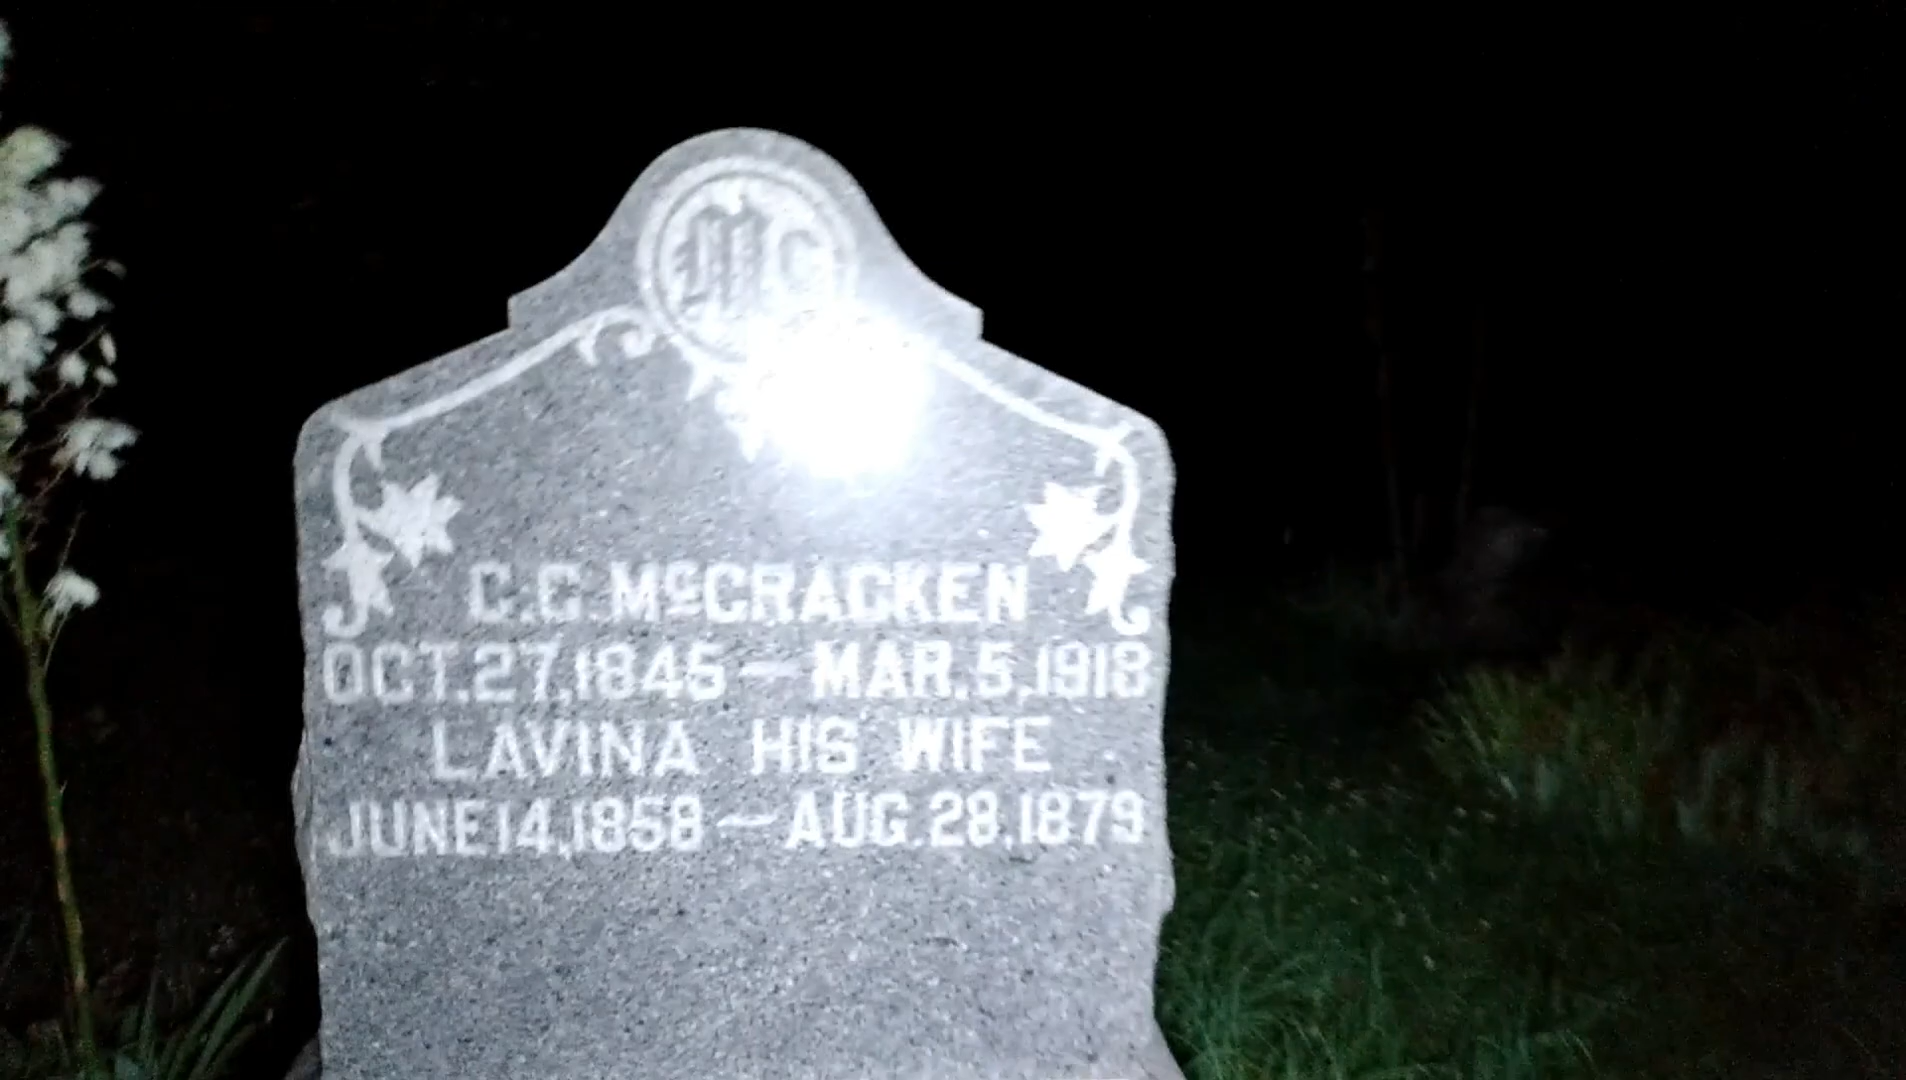 Mc
C.C. McCRACKEN
OCT. 27, 1845 — MAR. 5, 1918
LAVINA HIS WIFE
JUNE 14, 1858 — AUG. 28, 1879